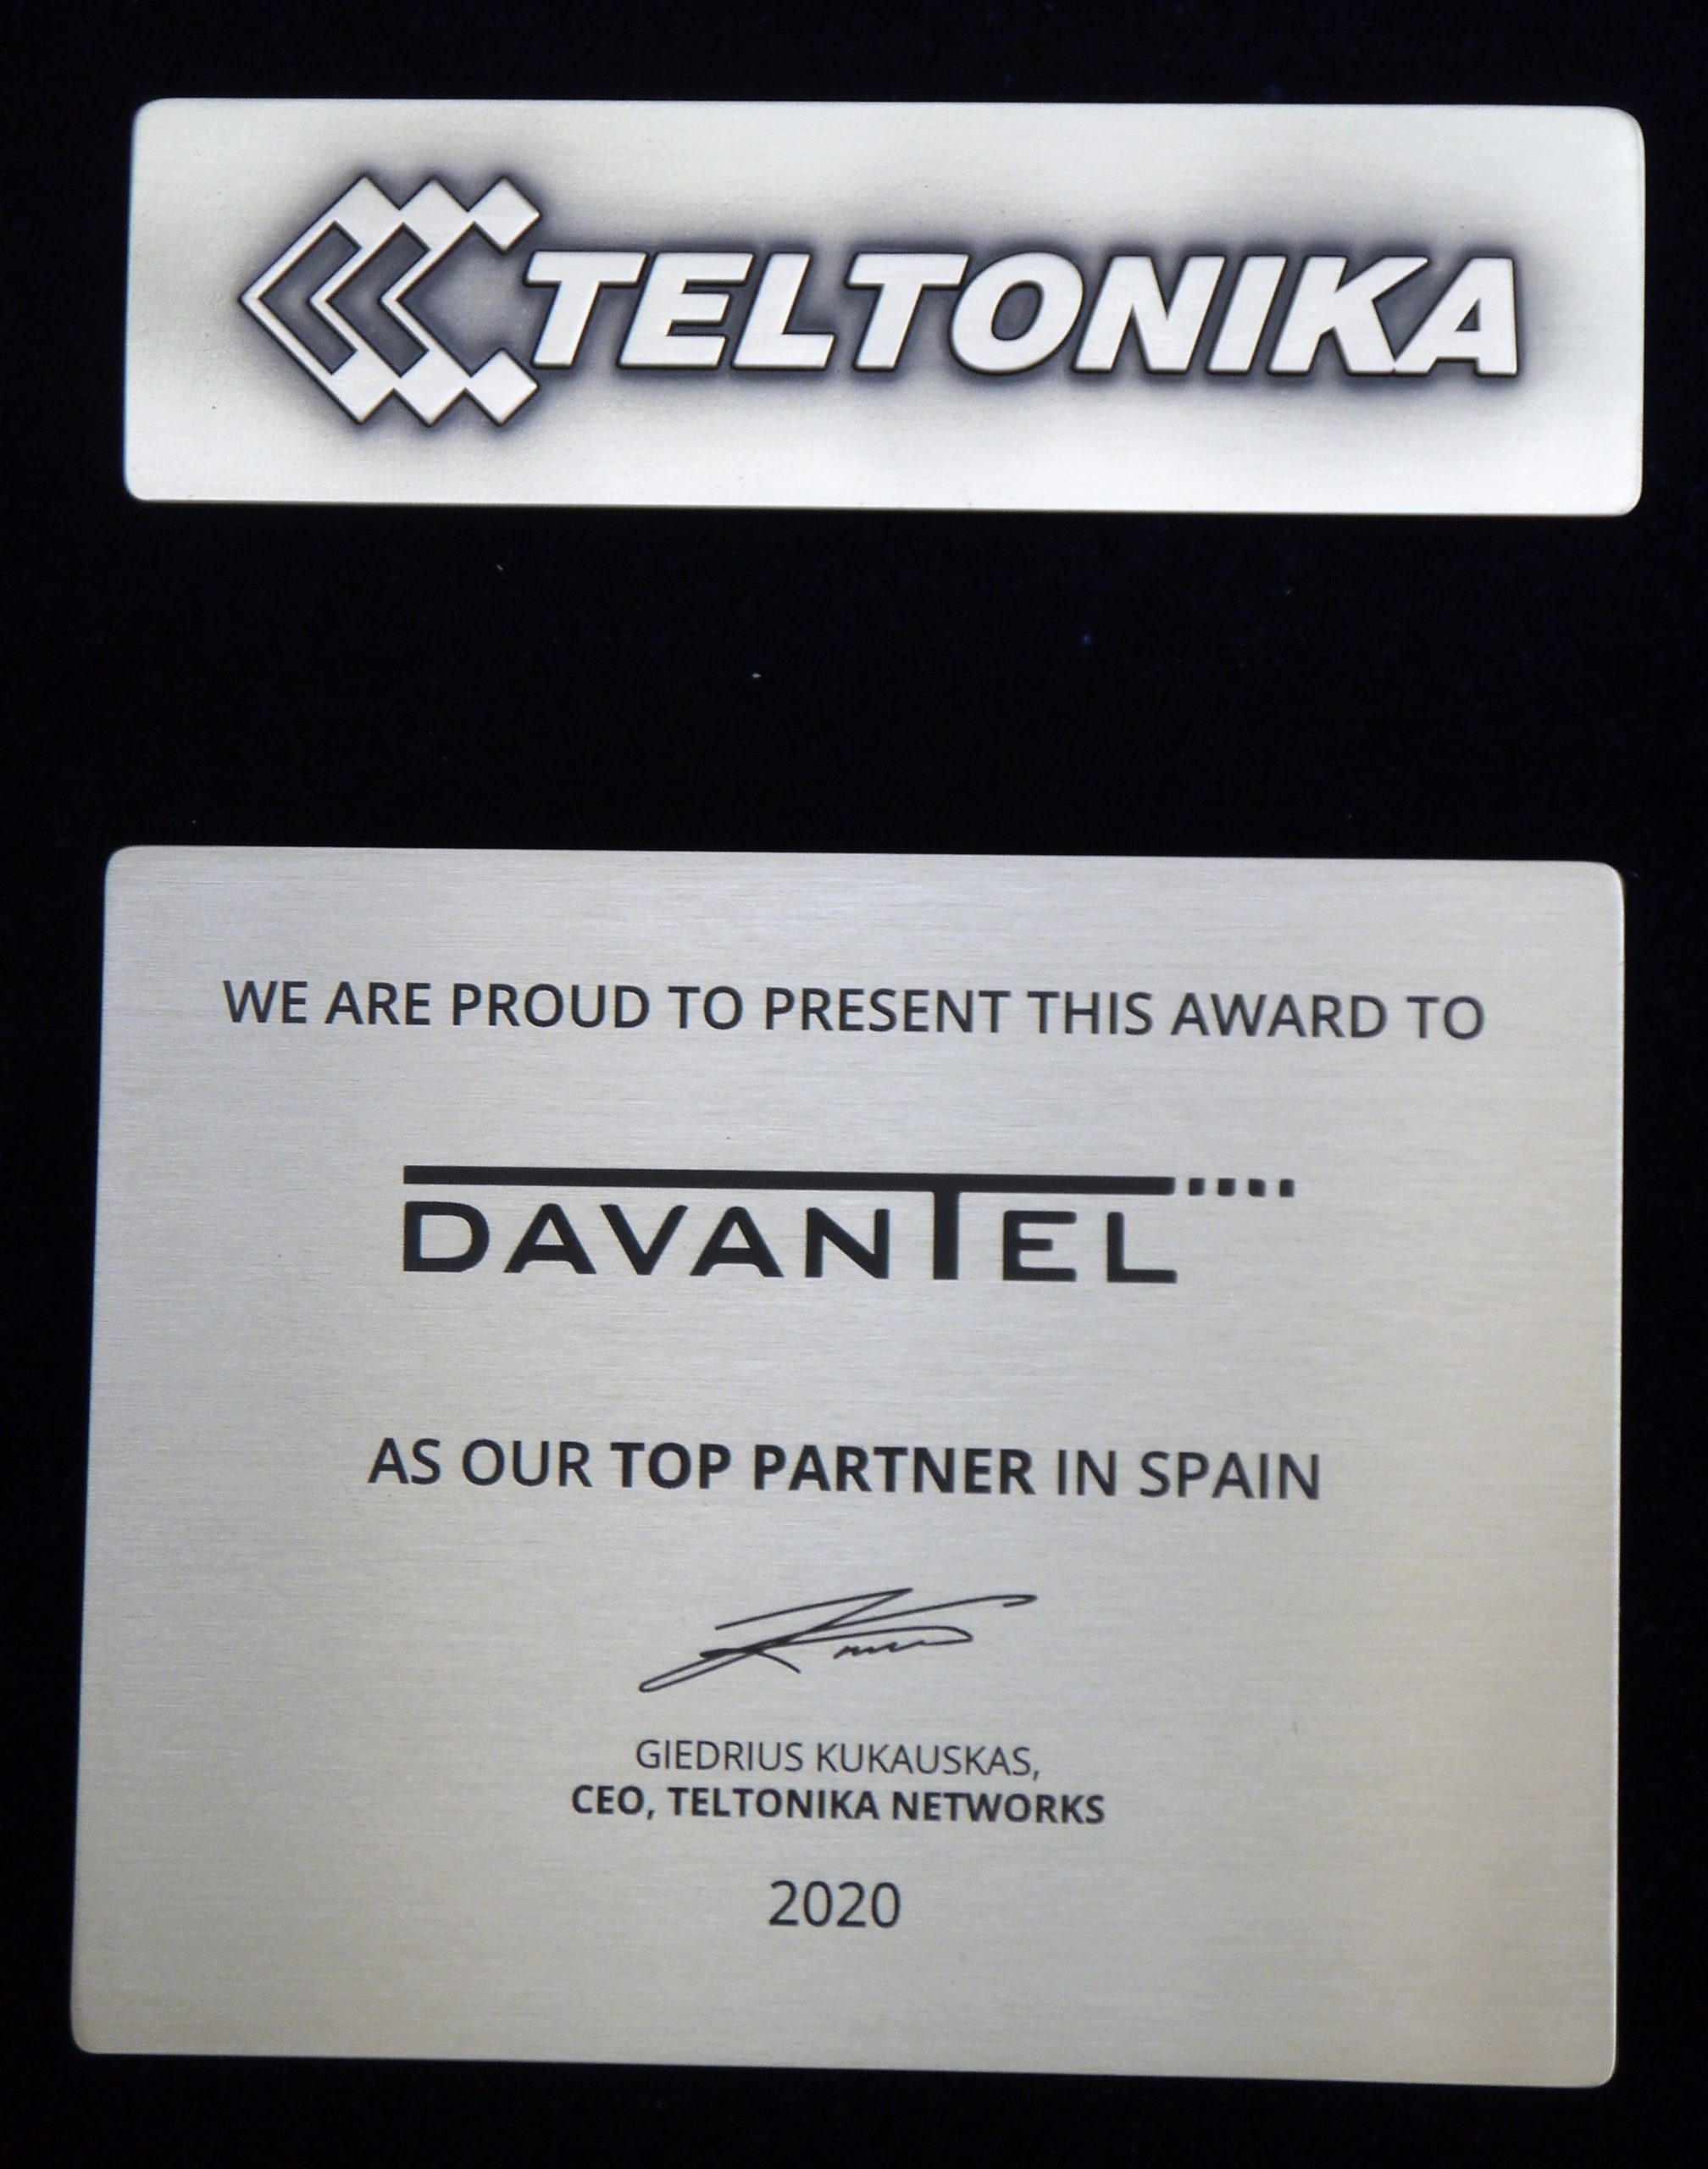 TELTONIKA
WE ARE PROUD TO PRESENT THIS AWARD TO
DAVANTEL
AS OUR TOP PARTNER IN SPAIN
GIEDRIUS KUKAUSKAS,
CEO, TELTONIKA NETWORKS
2020